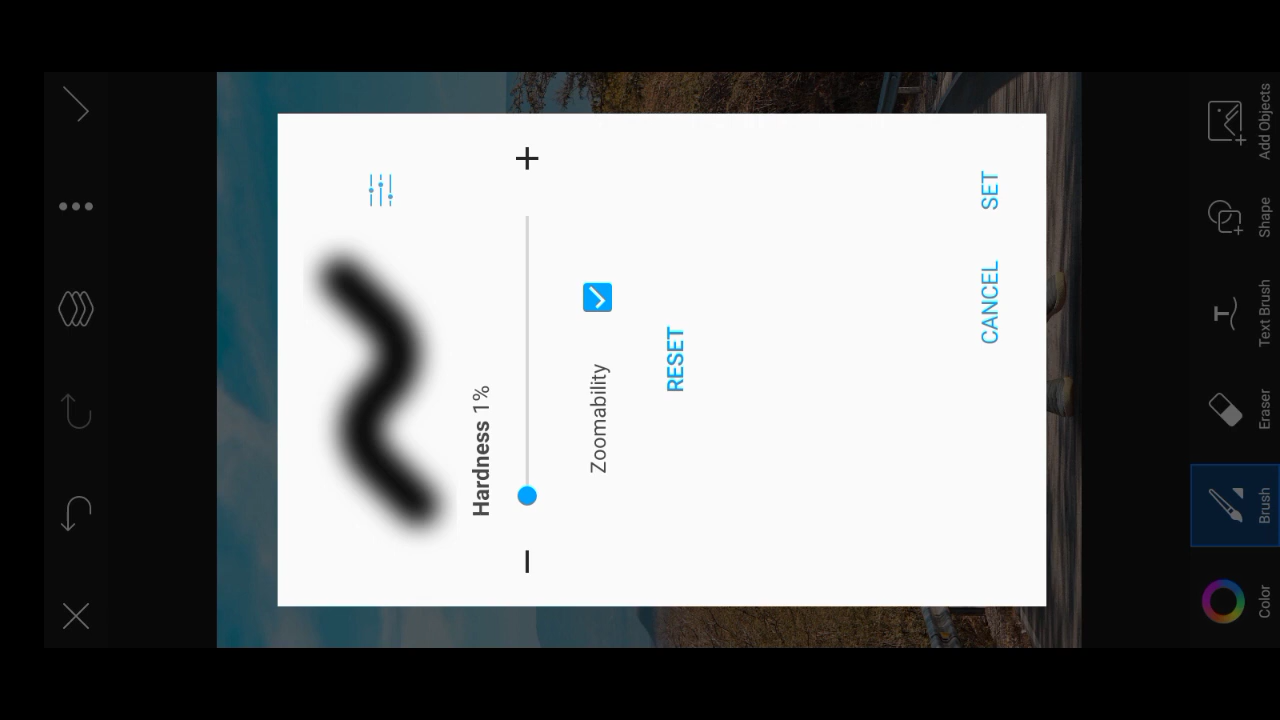 Hardness 1%
Zoomability
RESET
CANCEL
SET
Color
Brush
Eraser
Text Brush
Shape
Add Objects